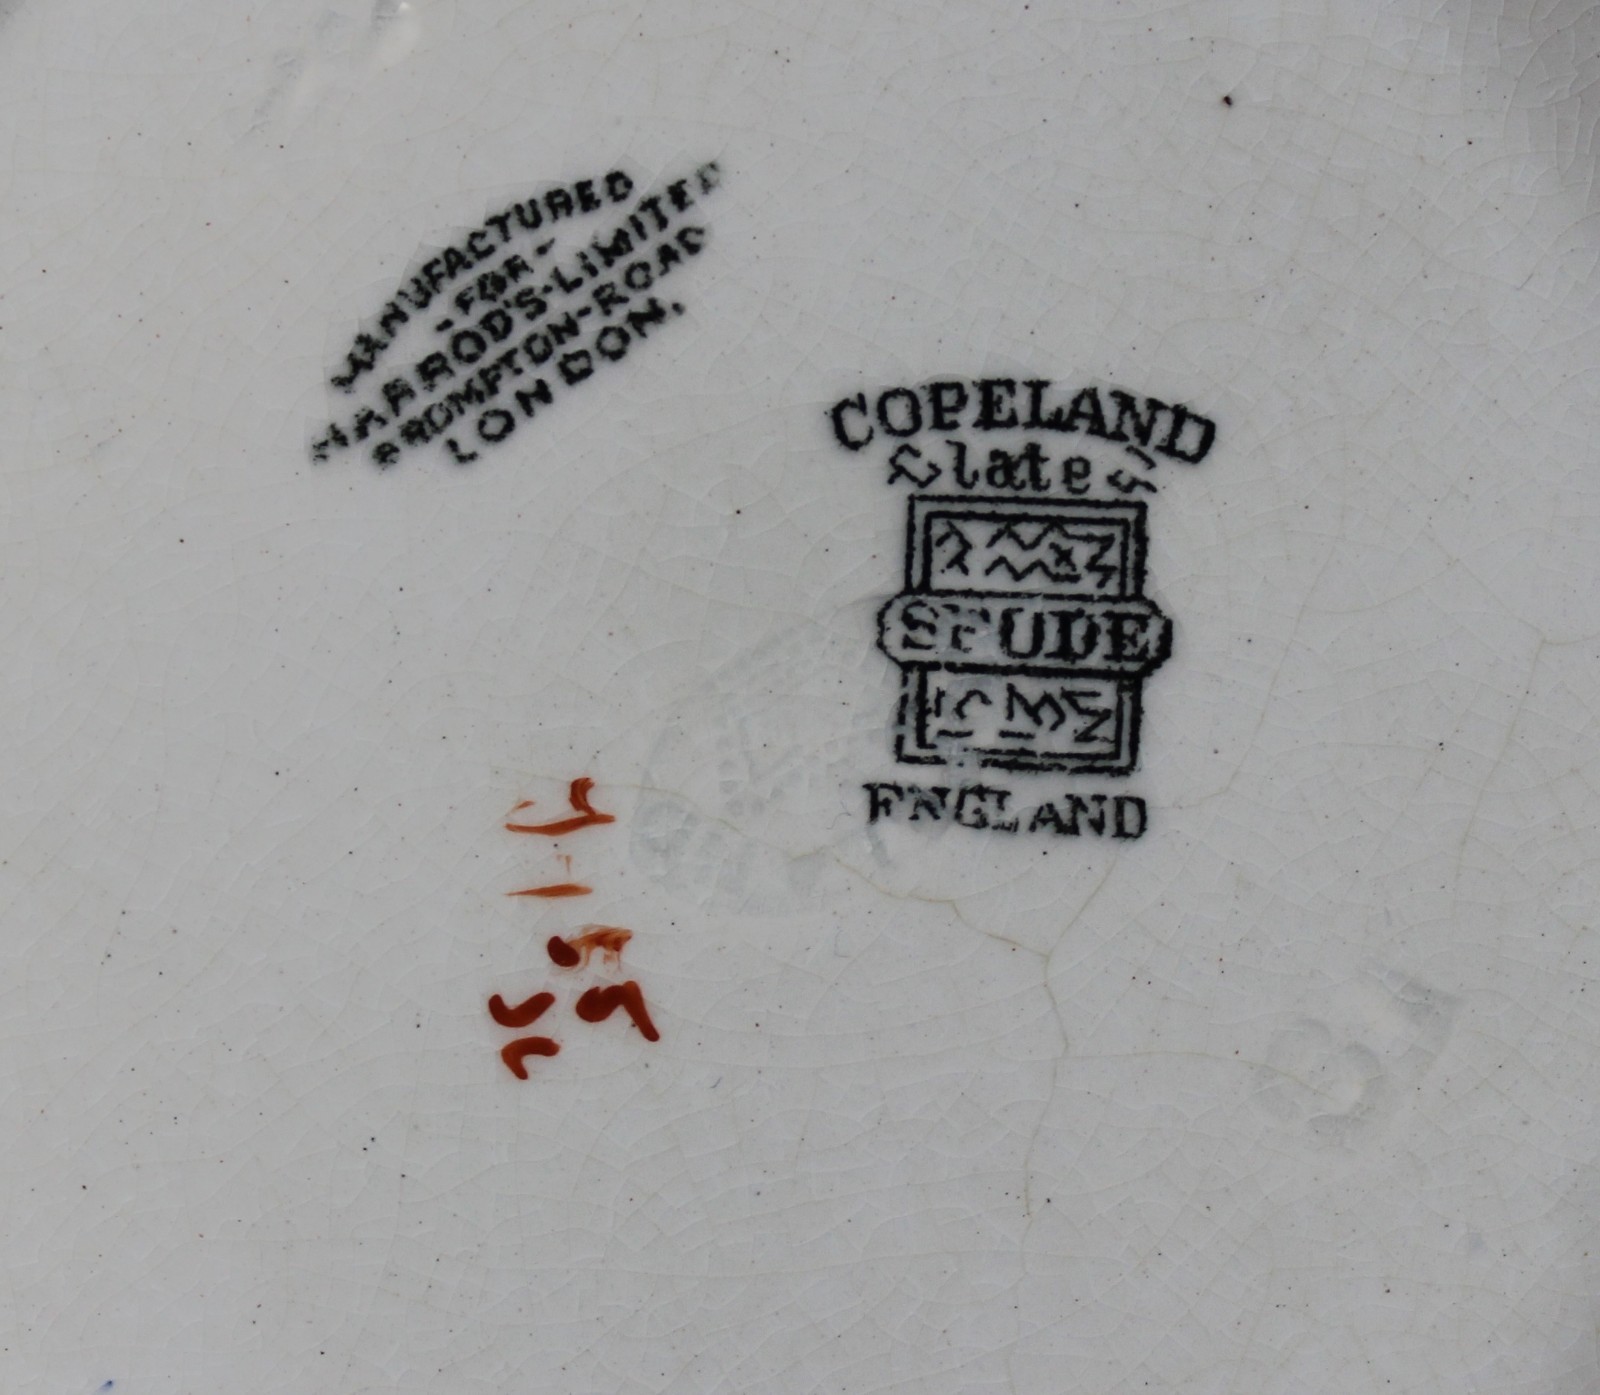 MANUFACTURED
-FOR-
HARROD'S-LIMITED
BROMPTON-ROAD
LONDON.
COPELAND
late
SPODE
ENGLAND